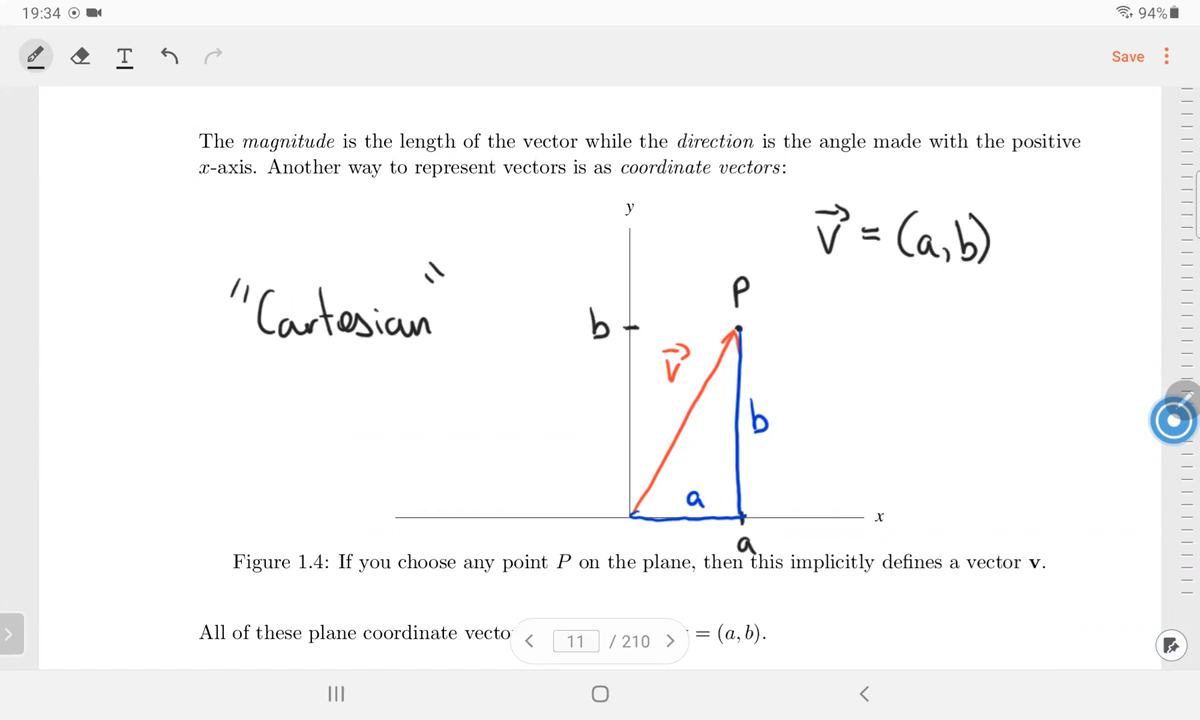 19:34 94%
T Save
The magnitude is the length of the vector while the direction is the angle made with the positive
x-axis. Another way to represent vectors is as coordinate vectors:
y
v = (a,b)
"Cartesian"
P
b
v
b
a
x
a
Figure 1.4: If you choose any point P on the plane, then this implicitly defines a vector v.
All of these plane coordinate vecto = (a, b).
11 / 210